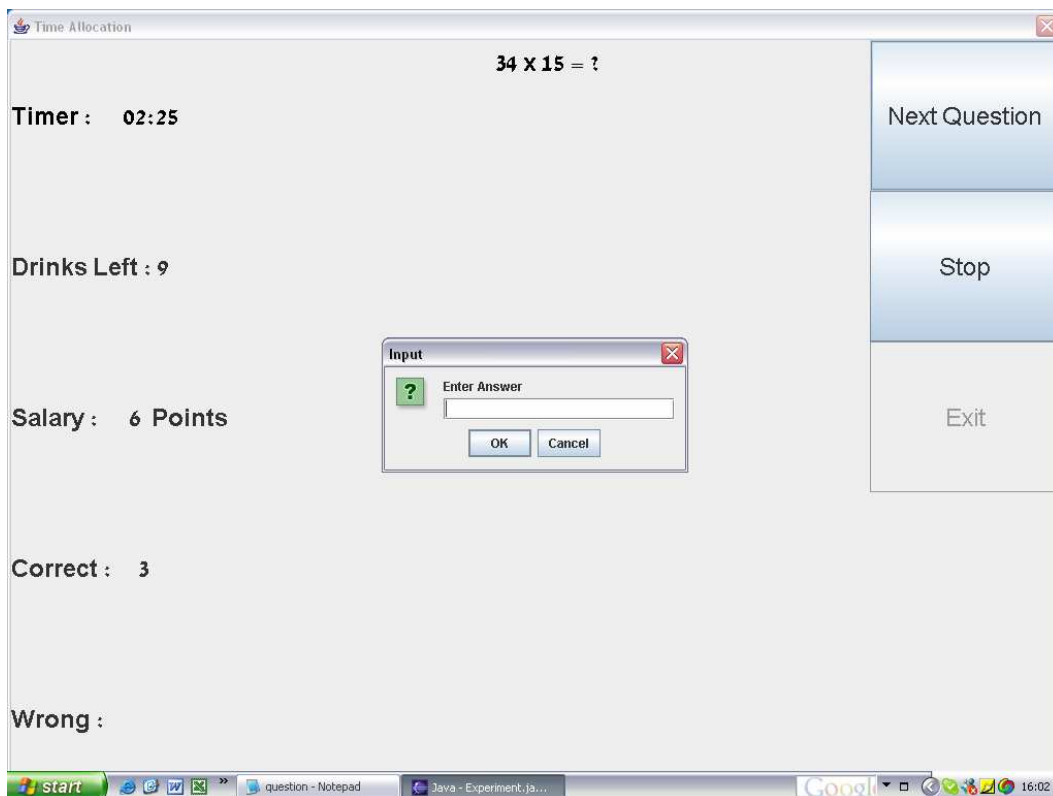 Time Allocation
34 X 15 = ?
Timer : 02:25
Next Question
Drinks Left : 9
Stop
Input
Enter Answer
?
OK Cancel
Salary : 6 Points
Exit
Correct : 3
Wrong :
start
W
»
question - Notepad
Java - Experiment.ja...
Googl
16:02